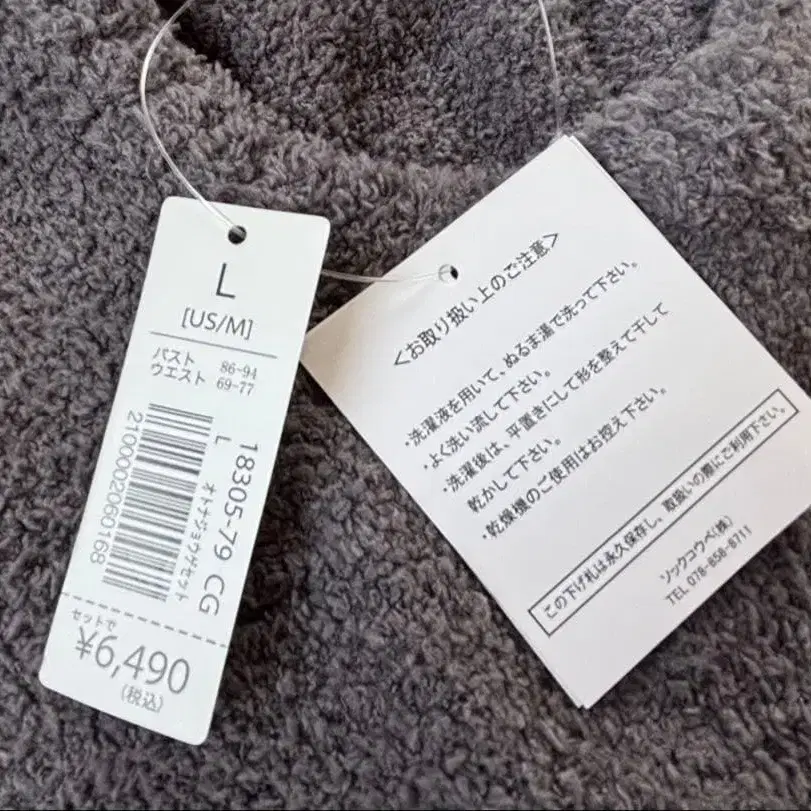 L
[US/M]
バスト 86-94
ウエスト 69-77
18305-79 CG
L オトナジョウゲセット
2100002060168
セットで
¥6,490
(税込)
<お取り扱い上のご注意>
・洗濯液を用いて、ぬるま湯で洗って下さい。
・よく洗い流して下さい。
・洗濯後は、平置きにして形を整えて干して
乾かして下さい。
・乾燥機のご使用はお控え下さい。
この下げ札は永久保存し、取扱いの際にご利用下さい。
ソックコウベ(株)
TEL 078-858-8711